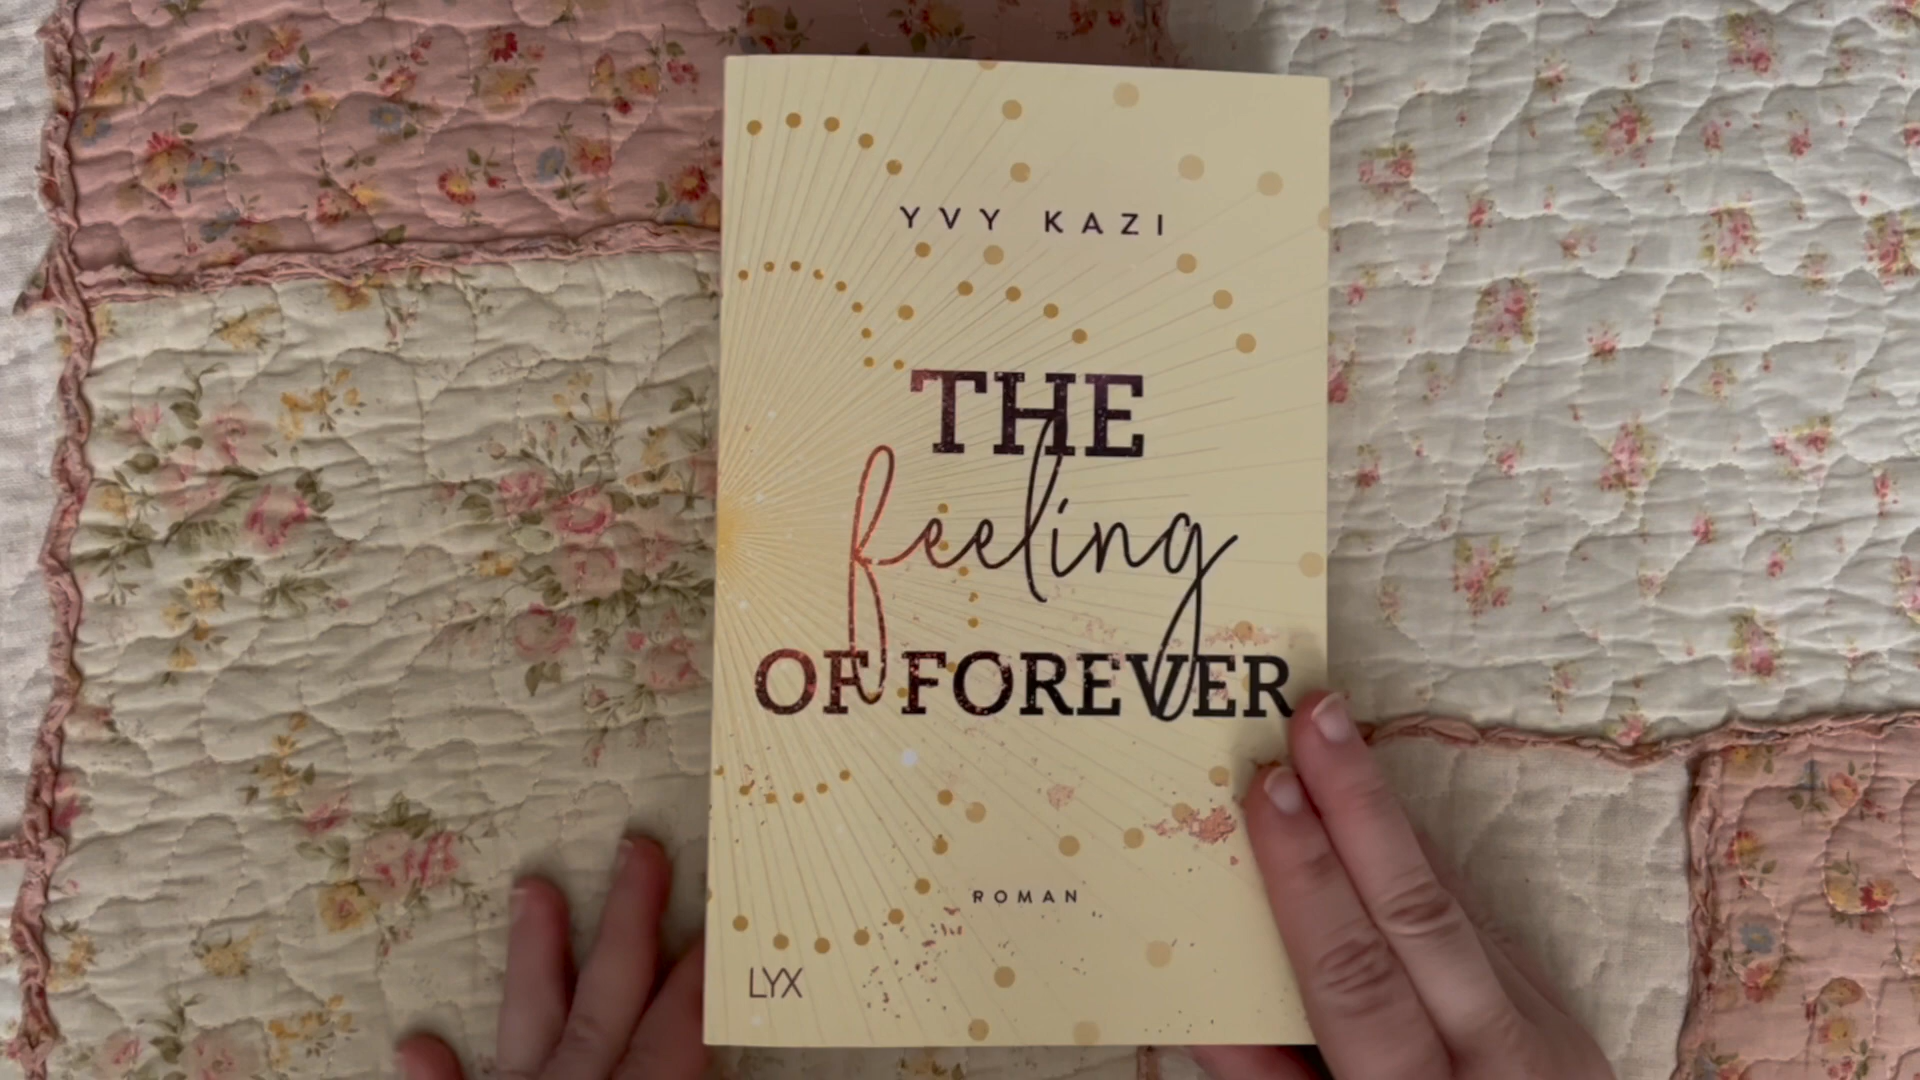 YVY KAZI
THE
feeling
OF FOREVER
ROMAN
LYX